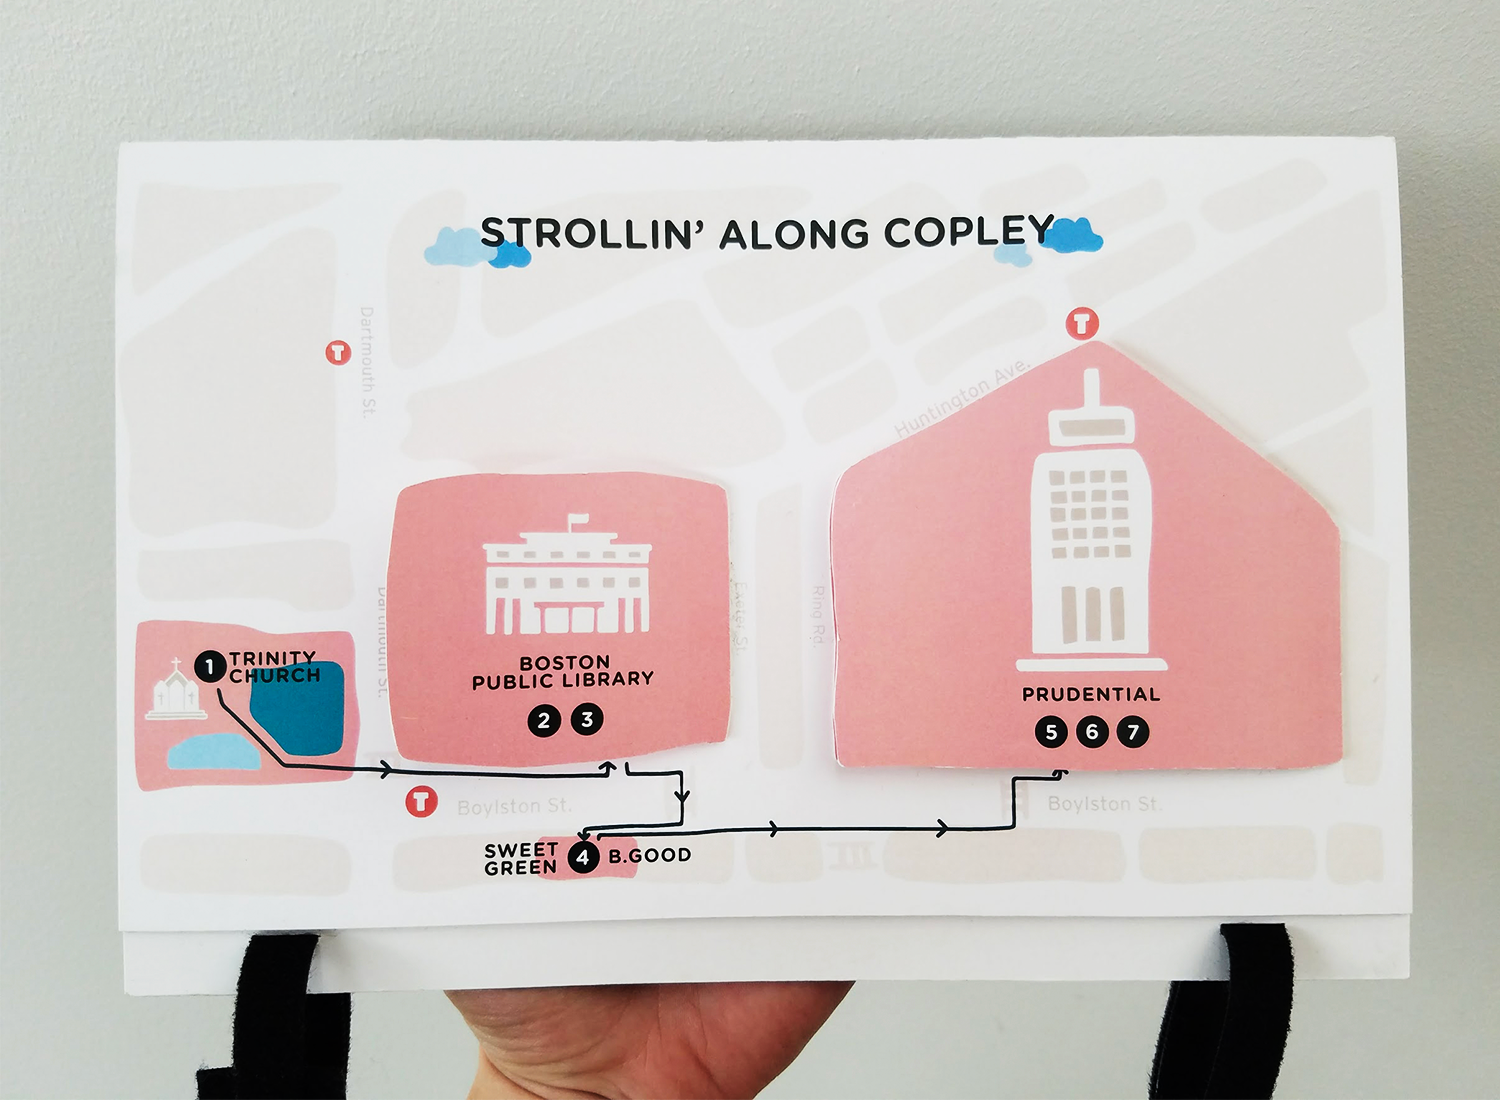 STROLLIN' ALONG COPLEY
T
Dartmouth St.
T
Huntington Ave.
1 TRINITY
CHURCH
Dartmouth St.
BOSTON
PUBLIC LIBRARY
2 3
Exeter St
Ring Rd.
PRUDENTIAL
5 6 7
T
Boylston St.
Boylston St.
SWEET
GREEN
4
B.GOOD